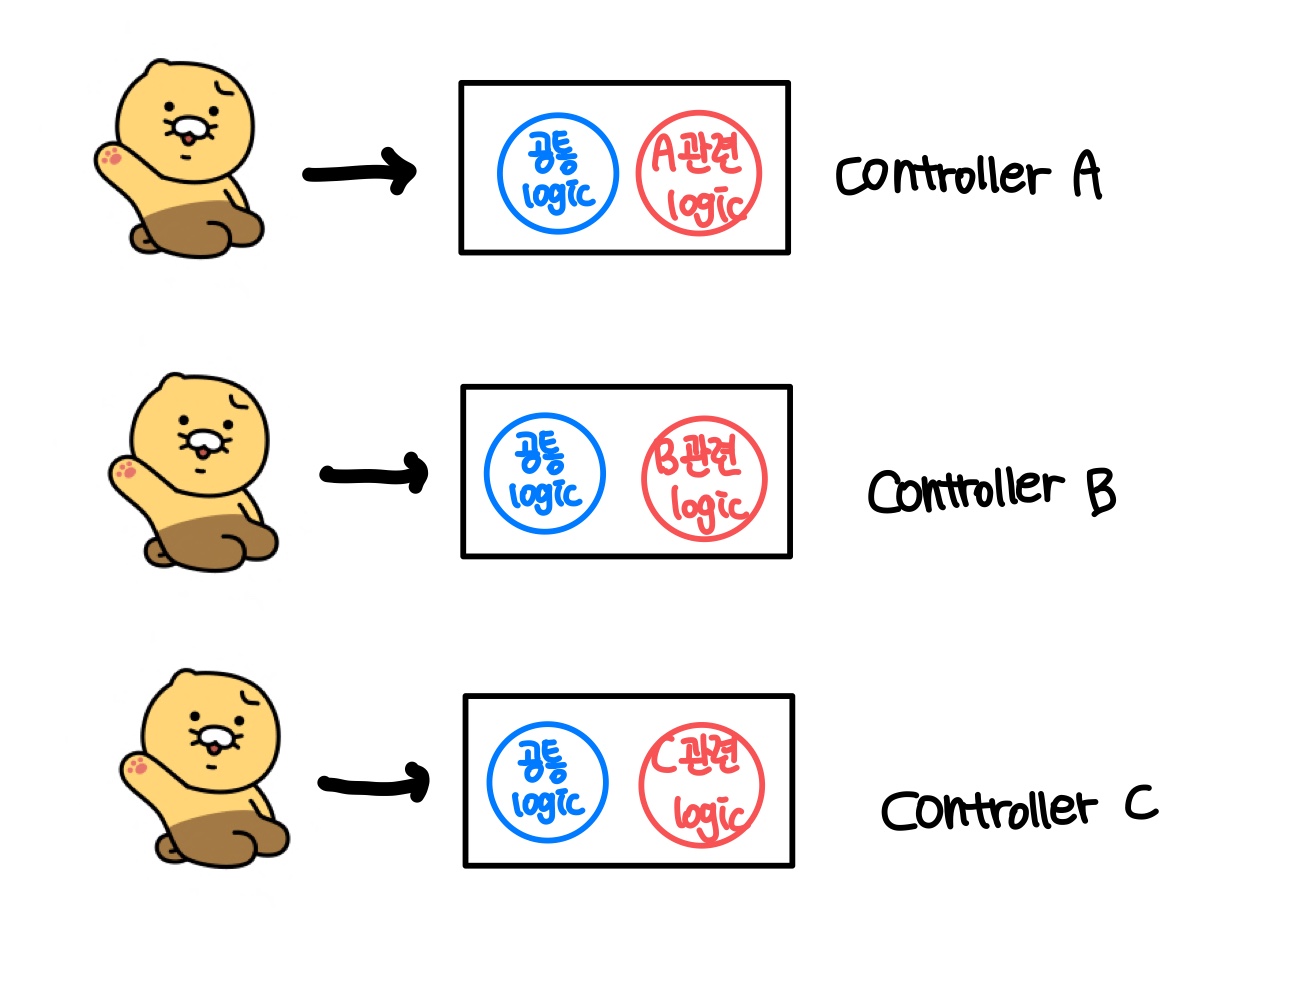 공통
logic
A관련
logic
controller A
공통
logic
B관련
logic
Controller B
공통
logic
C관련
logic
Controller C